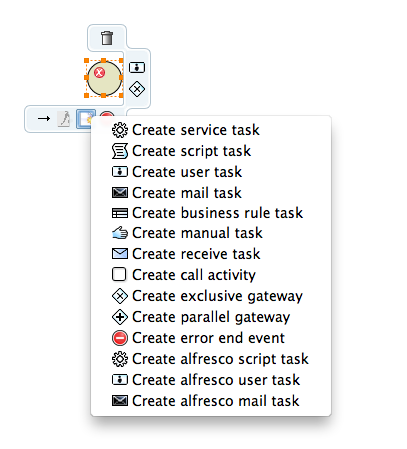 Create service task
Create script task
Create user task
Create mail task
Create business rule task
Create manual task
Create receive task
Create call activity
Create exclusive gateway
Create parallel gateway
Create error end event
Create alfresco script task
Create alfresco user task
Create alfresco mail task